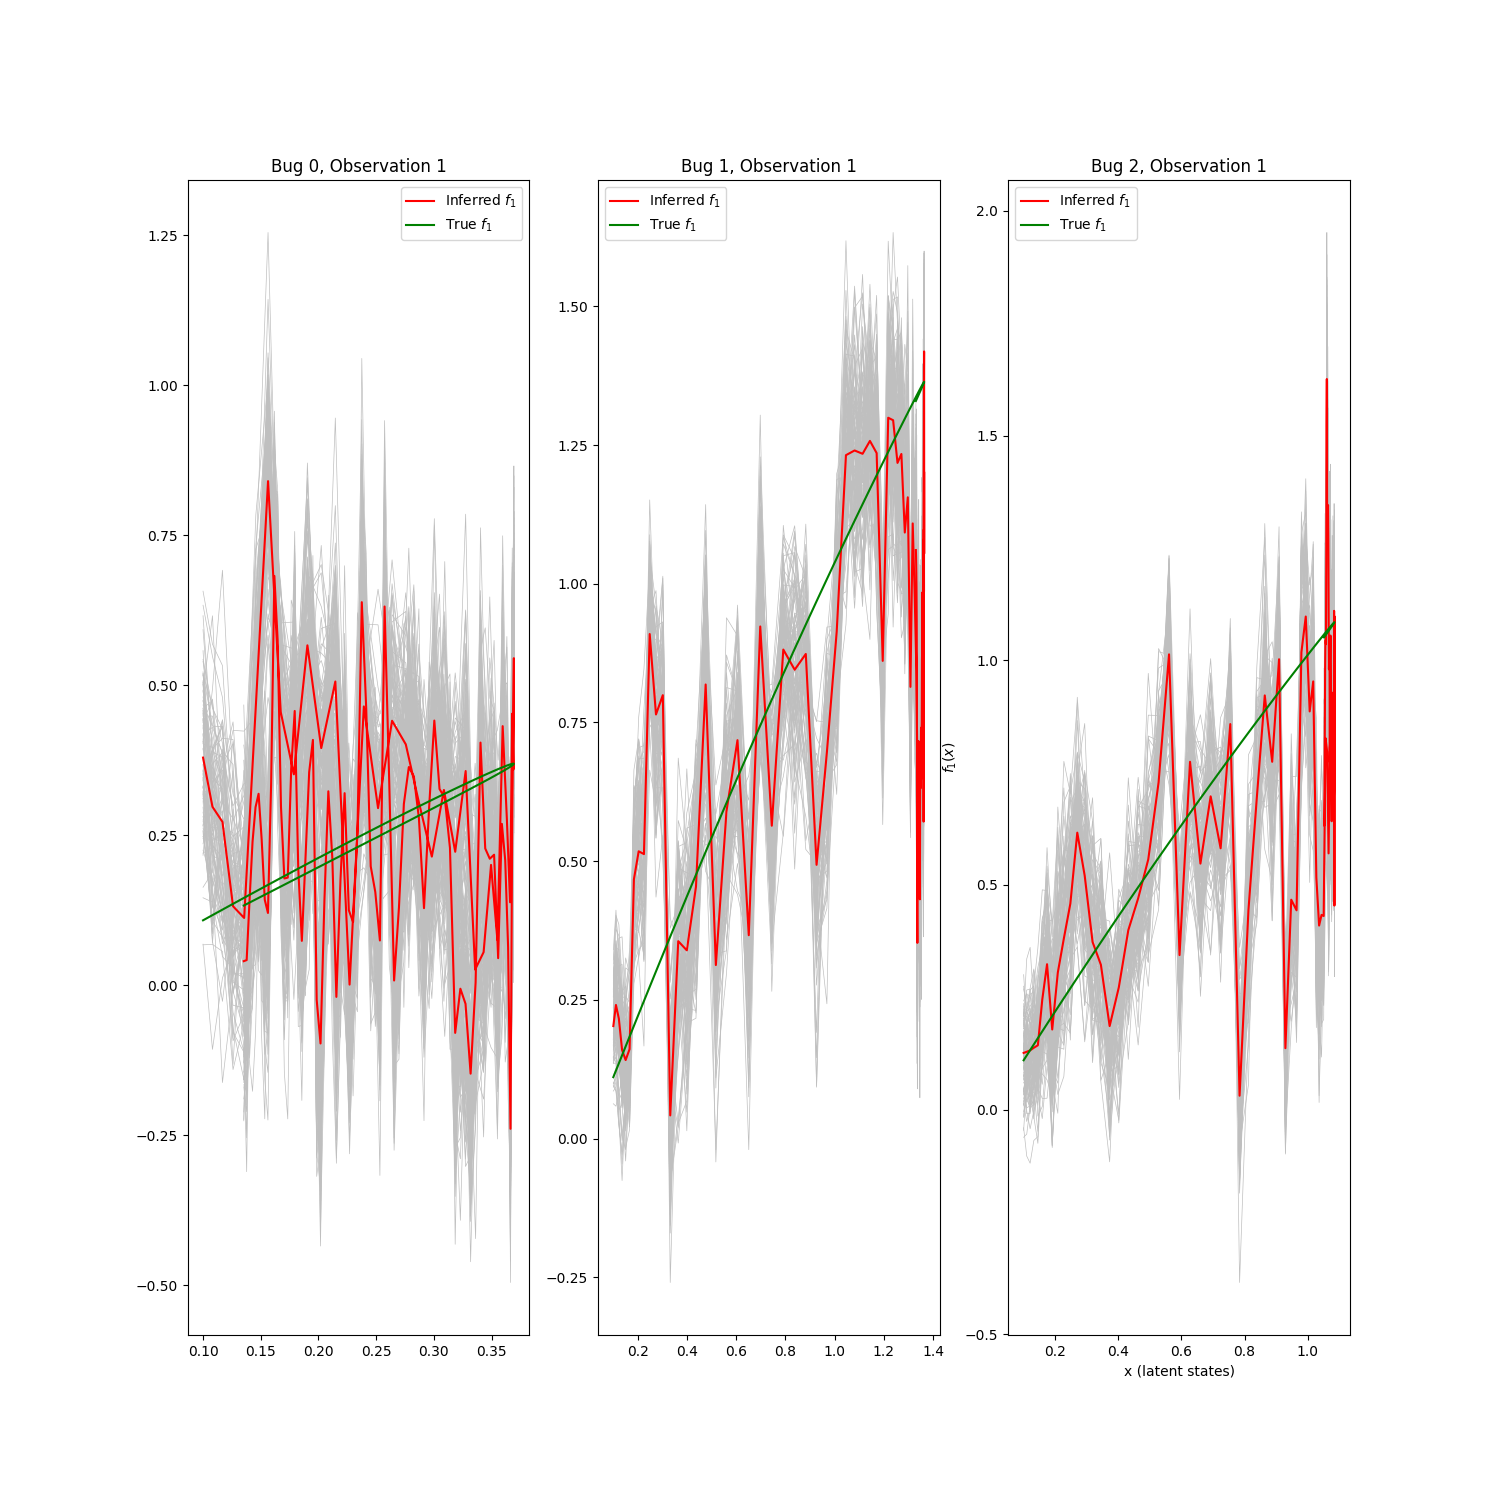 Bug 0, Observation 1
Inferred f₁
True f₁
1.25
1.00
0.75
0.50
0.25
0.00
−0.25
−0.50
0.10 0.15 0.20 0.25 0.30 0.35
Bug 1, Observation 1
Inferred f₁
True f₁
1.50
1.25
1.00
0.75
0.50
0.25
0.00
−0.25
0.2 0.4 0.6 0.8 1.0 1.2 1.4
Bug 2, Observation 1
Inferred f₁
True f₁
f₁(x)
2.0
1.5
1.0
0.5
0.0
−0.5
0.2 0.4 0.6 0.8 1.0
x (latent states)